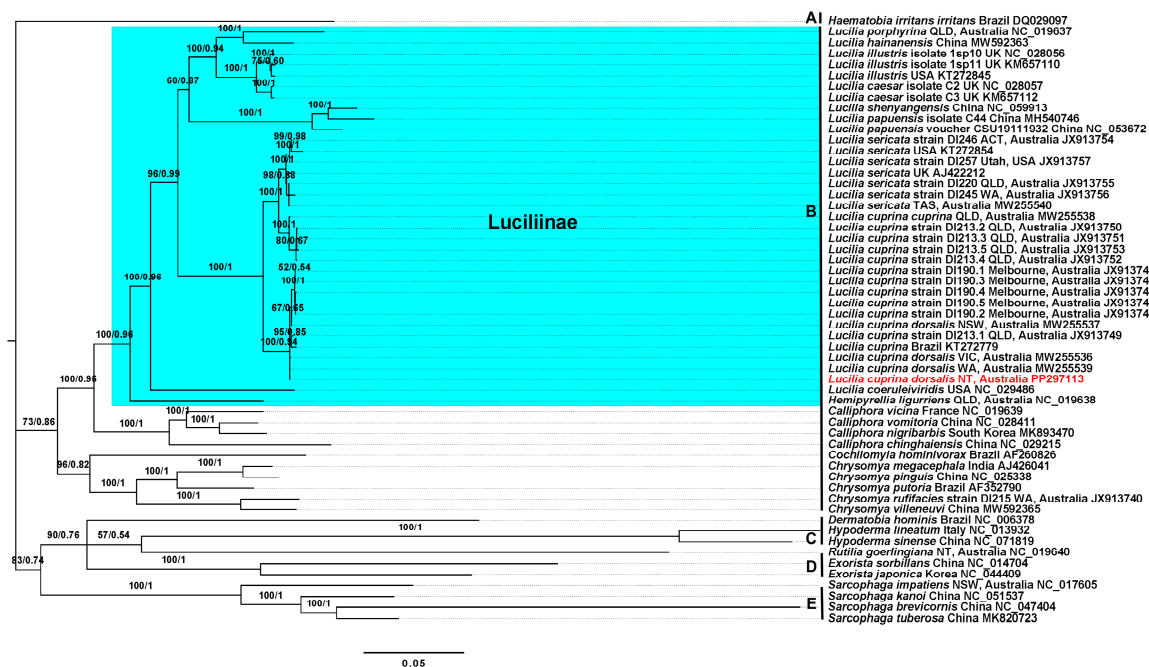 A
Haematobia irritans irritans Brazil DQ029097
Lucilia porphyrina QLD, Australia NC_019637
Lucilia hainanensis China MW592363
Lucilia illustris isolate 1sp10 UK NC_028056
Lucilia illustris isolate 1sp11 UK KM657110
Lucilia illustris USA KT272845
Lucilia caesar isolate C2 UK NC_028057
Lucilia caesar isolate C3 UK KM657112
Lucilia shenyangensis China NC_059913
Lucilia papuensis isolate C44 China MH540746
Lucilia papuensis voucher CSU19111932 China NC_053672
Lucilia sericata strain DI246 ACT, Australia JX913754
Lucilia sericata USA KT272854
Lucilia sericata strain DI257 Utah, USA JX913757
Lucilia sericata UK AJ422212
Lucilia sericata strain DI220 QLD, Australia JX913755
Lucilia sericata strain DI245 WA, Australia JX913756
Lucilia sericata TAS, Australia MW255540
B
Lucilia cuprina cuprina QLD, Australia MW255538
Luciliinae
Lucilia cuprina strain DI213.2 QLD, Australia JX913750
Lucilia cuprina strain DI213.3 QLD, Australia JX913751
Lucilia cuprina strain DI213.5 QLD, Australia JX913753
Lucilia cuprina strain DI213.4 QLD, Australia JX913752
Lucilia cuprina strain DI190.1 Melbourne, Australia JX91374
Lucilia cuprina strain DI190.3 Melbourne, Australia JX91374
Lucilia cuprina strain DI190.4 Melbourne, Australia JX91374
Lucilia cuprina strain DI190.5 Melbourne, Australia JX91374
Lucilia cuprina strain DI190.2 Melbourne, Australia JX91374
Lucilia cuprina dorsalis NSW, Australia MW255537
Lucilia cuprina strain DI213.1 QLD, Australia JX913749
Lucilia cuprina Brazil KT272779
Lucilia cuprina dorsalis VIC, Australia MW255536
Lucilia cuprina dorsalis WA, Australia MW255539
Lucilia cuprina dorsalis NT, Australia PP297113
Lucilia coeruleiviridis USA NC_029486
Hemipyrellia ligurriens QLD, Australia NC_019638
Calliphora vicina France NC_019639
Calliphora vomitoria China NC_028411
Calliphora nigribarbis South Korea MK893470
Calliphora chinghaiensis China NC_029215
Cochliomyia hominivorax Brazil AF260826
Chrysomya megacephala India AJ426041
Chrysomya pinguis China NC_025338
Chrysomya putoria Brazil AF352790
Chrysomya rufifacies strain DI215 WA, Australia JX913740
Chrysomya villeneuvi China MW592365
Dermatobia hominis Brazil NC_006378
Hypoderma lineatum Italy NC_013932
C
Hypoderma sinense China NC_071819
Rutilia goerlingiana NT, Australia NC_019640
D
Exorista sorbillans China NC_014704
Exorista japonica Korea NC_044409
Sarcophaga impatiens NSW, Australia NC_017605
Sarcophaga kanoi China NC_051537
E
Sarcophaga brevicornis China NC_047404
Sarcophaga tuberosa China MK820723
100/1
100/0.94
100/1
75/0.60
100/1
100/1
60/0.87
100/1
100/1
99/0.98
100/1
100/1
98/0.88
96/0.99
100/1
100/1
80/0.67
100/1
52/0.54
100/0.96
100/1
67/0.65
95/0.85
100/0.94
100/0.96
100/0.96
100/1
100/1
100/1
73/0.86
96/0.82
100/1
100/1
100/1
100/1
90/0.76
57/0.54
100/1
83/0.74
100/1
100/1
100/1
0.05